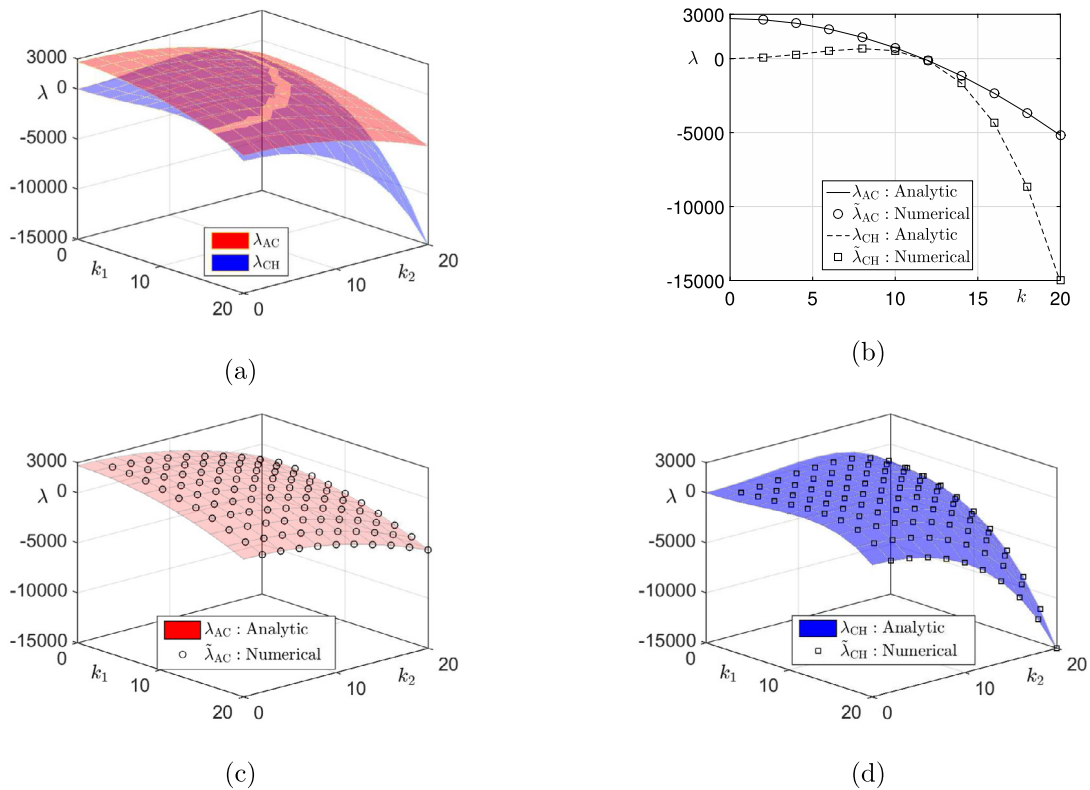 3000
0
λ
-5000
-10000
-15000
0
k1
10
20
0
10
k2
20
λAC
λCH
(a)
3000
λ
0
-5000
-10000
-15000
0
5
10
15
k
20
λAC : Analytic
λ̃AC : Numerical
λCH : Analytic
λ̃CH : Numerical
(b)
3000
λ
0
-5000
-10000
-15000
0
k1
10
20
0
10
k2
20
λAC : Analytic
λ̃AC : Numerical
(c)
3000
λ
0
-5000
-10000
-15000
0
k1
10
20
0
10
k2
20
λCH : Analytic
λ̃CH : Numerical
(d)